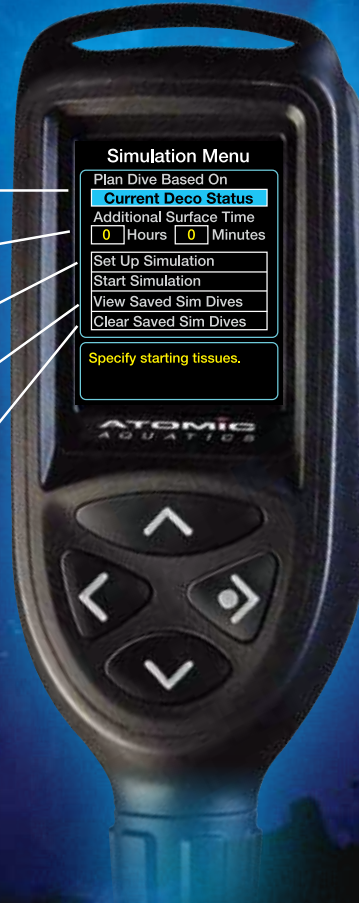 Simulation Menu
Plan Dive Based On
Current Deco Status
Additional Surface Time
0 Hours 0 Minutes
Set Up Simulation
Start Simulation
View Saved Sim Dives
Clear Saved Sim Dives
Specify starting tissues.
ATOMIC
AQUATICS